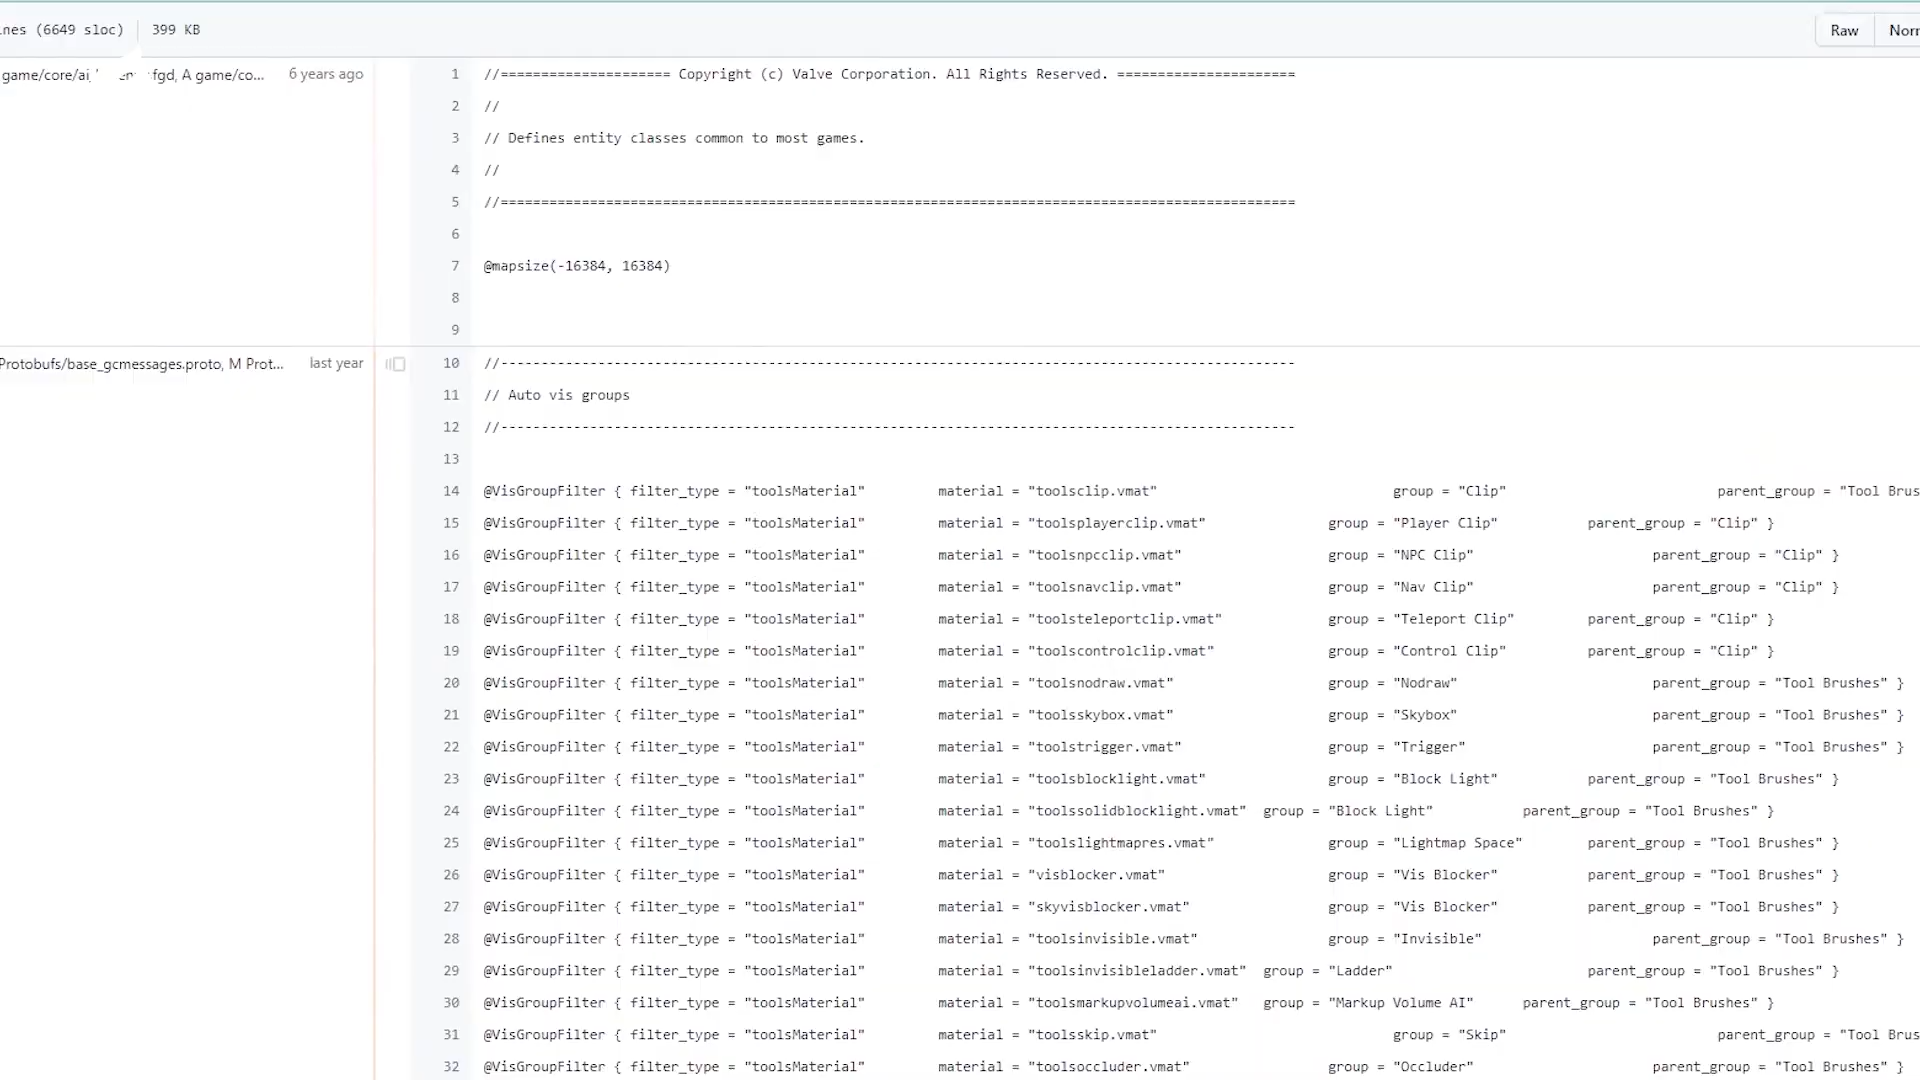 (6649 sloc) 399 KB Raw
game/core/ai fgd, A game/co... 6 years ago
1 //===================== Copyright (c) Valve Corporation. All Rights Reserved. ======================
2 //
3 // Defines entity classes common to most games.
4 //
5 //==================================================================================================
6
7 @mapsize(-16384, 16384)
8
9
Protobufs/base_gcmessages.proto, M Prot... last year
10 //--------------------------------------------------------------------------------------------------
11 // Auto vis groups
12 //--------------------------------------------------------------------------------------------------
13
14 @VisGroupFilter { filter_type = "toolsMaterial" material = "toolsclip.vmat" group = "Clip" parent_group = "Tool Brus
15 @VisGroupFilter { filter_type = "toolsMaterial" material = "toolsplayerclip.vmat" group = "Player Clip" parent_group = "Clip" }
16 @VisGroupFilter { filter_type = "toolsMaterial" material = "toolsnpcclip.vmat" group = "NPC Clip" parent_group = "Clip" }
17 @VisGroupFilter { filter_type = "toolsMaterial" material = "toolsnavclip.vmat" group = "Nav Clip" parent_group = "Clip" }
18 @VisGroupFilter { filter_type = "toolsMaterial" material = "toolsteleportclip.vmat" group = "Teleport Clip" parent_group = "Clip" }
19 @VisGroupFilter { filter_type = "toolsMaterial" material = "toolscontrolclip.vmat" group = "Control Clip" parent_group = "Clip" }
20 @VisGroupFilter { filter_type = "toolsMaterial" material = "toolsnodraw.vmat" group = "Nodraw" parent_group = "Tool Brushes" }
21 @VisGroupFilter { filter_type = "toolsMaterial" material = "toolsskybox.vmat" group = "Skybox" parent_group = "Tool Brushes" }
22 @VisGroupFilter { filter_type = "toolsMaterial" material = "toolstrigger.vmat" group = "Trigger" parent_group = "Tool Brushes" }
23 @VisGroupFilter { filter_type = "toolsMaterial" material = "toolsblocklight.vmat" group = "Block Light" parent_group = "Tool Brushes" }
24 @VisGroupFilter { filter_type = "toolsMaterial" material = "toolssolidblocklight.vmat" group = "Block Light" parent_group = "Tool Brushes" }
25 @VisGroupFilter { filter_type = "toolsMaterial" material = "toolslightmapres.vmat" group = "Lightmap Space" parent_group = "Tool Brushes" }
26 @VisGroupFilter { filter_type = "toolsMaterial" material = "visblocker.vmat" group = "Vis Blocker" parent_group = "Tool Brushes" }
27 @VisGroupFilter { filter_type = "toolsMaterial" material = "skyvisblocker.vmat" group = "Vis Blocker" parent_group = "Tool Brushes" }
28 @VisGroupFilter { filter_type = "toolsMaterial" material = "toolsinvisible.vmat" group = "Invisible" parent_group = "Tool Brushes" }
29 @VisGroupFilter { filter_type = "toolsMaterial" material = "toolsinvisibleladder.vmat" group = "Ladder" parent_group = "Tool Brushes" }
30 @VisGroupFilter { filter_type = "toolsMaterial" material = "toolsmarkupvolumeai.vmat" group = "Markup Volume AI" parent_group = "Tool Brushes" }
31 @VisGroupFilter { filter_type = "toolsMaterial" material = "toolsskip.vmat" group = "Skip" parent_group = "Tool Brus
32 @VisGroupFilter { filter_type = "toolsMaterial" material = "toolsoccluder.vmat" group = "Occluder" parent_group = "Tool Brushes" }